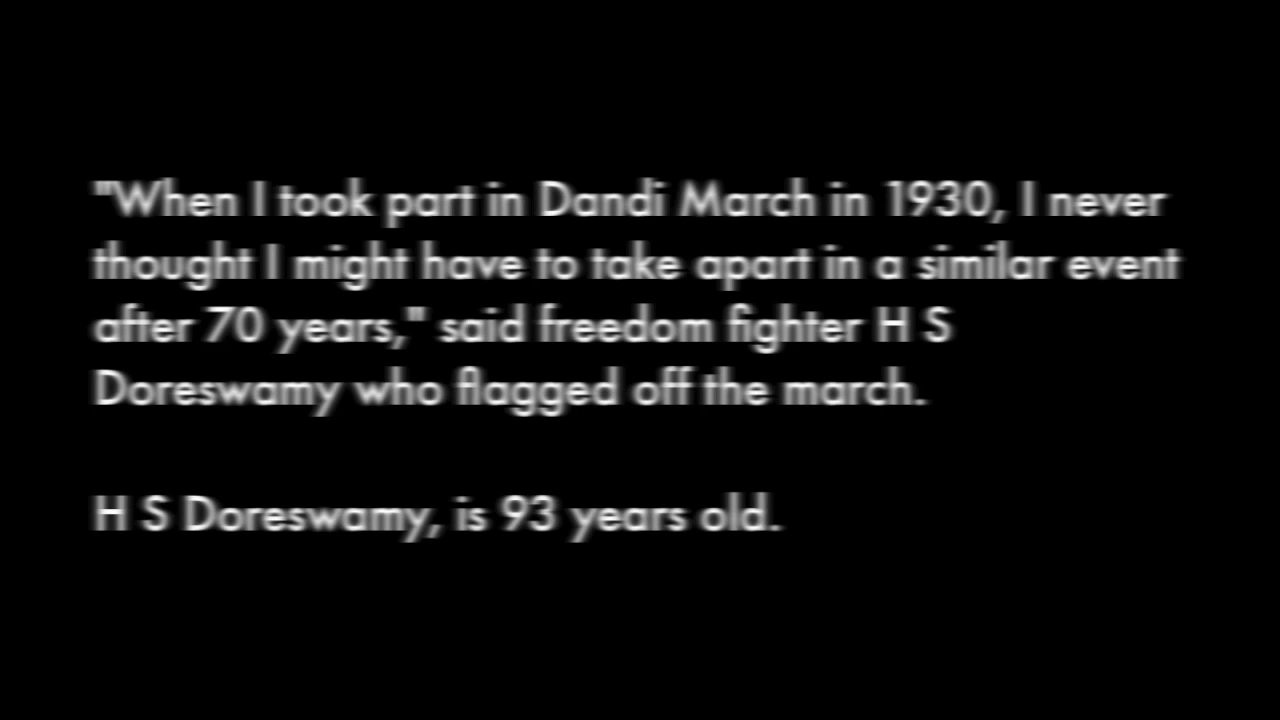 "When I took part in Dandi March in 1930, I never
thought I might have to take apart in a similar event
after 70 years," said freedom fighter H S
Doreswamy who flagged off the march.
H S Doreswamy, is 93 years old.